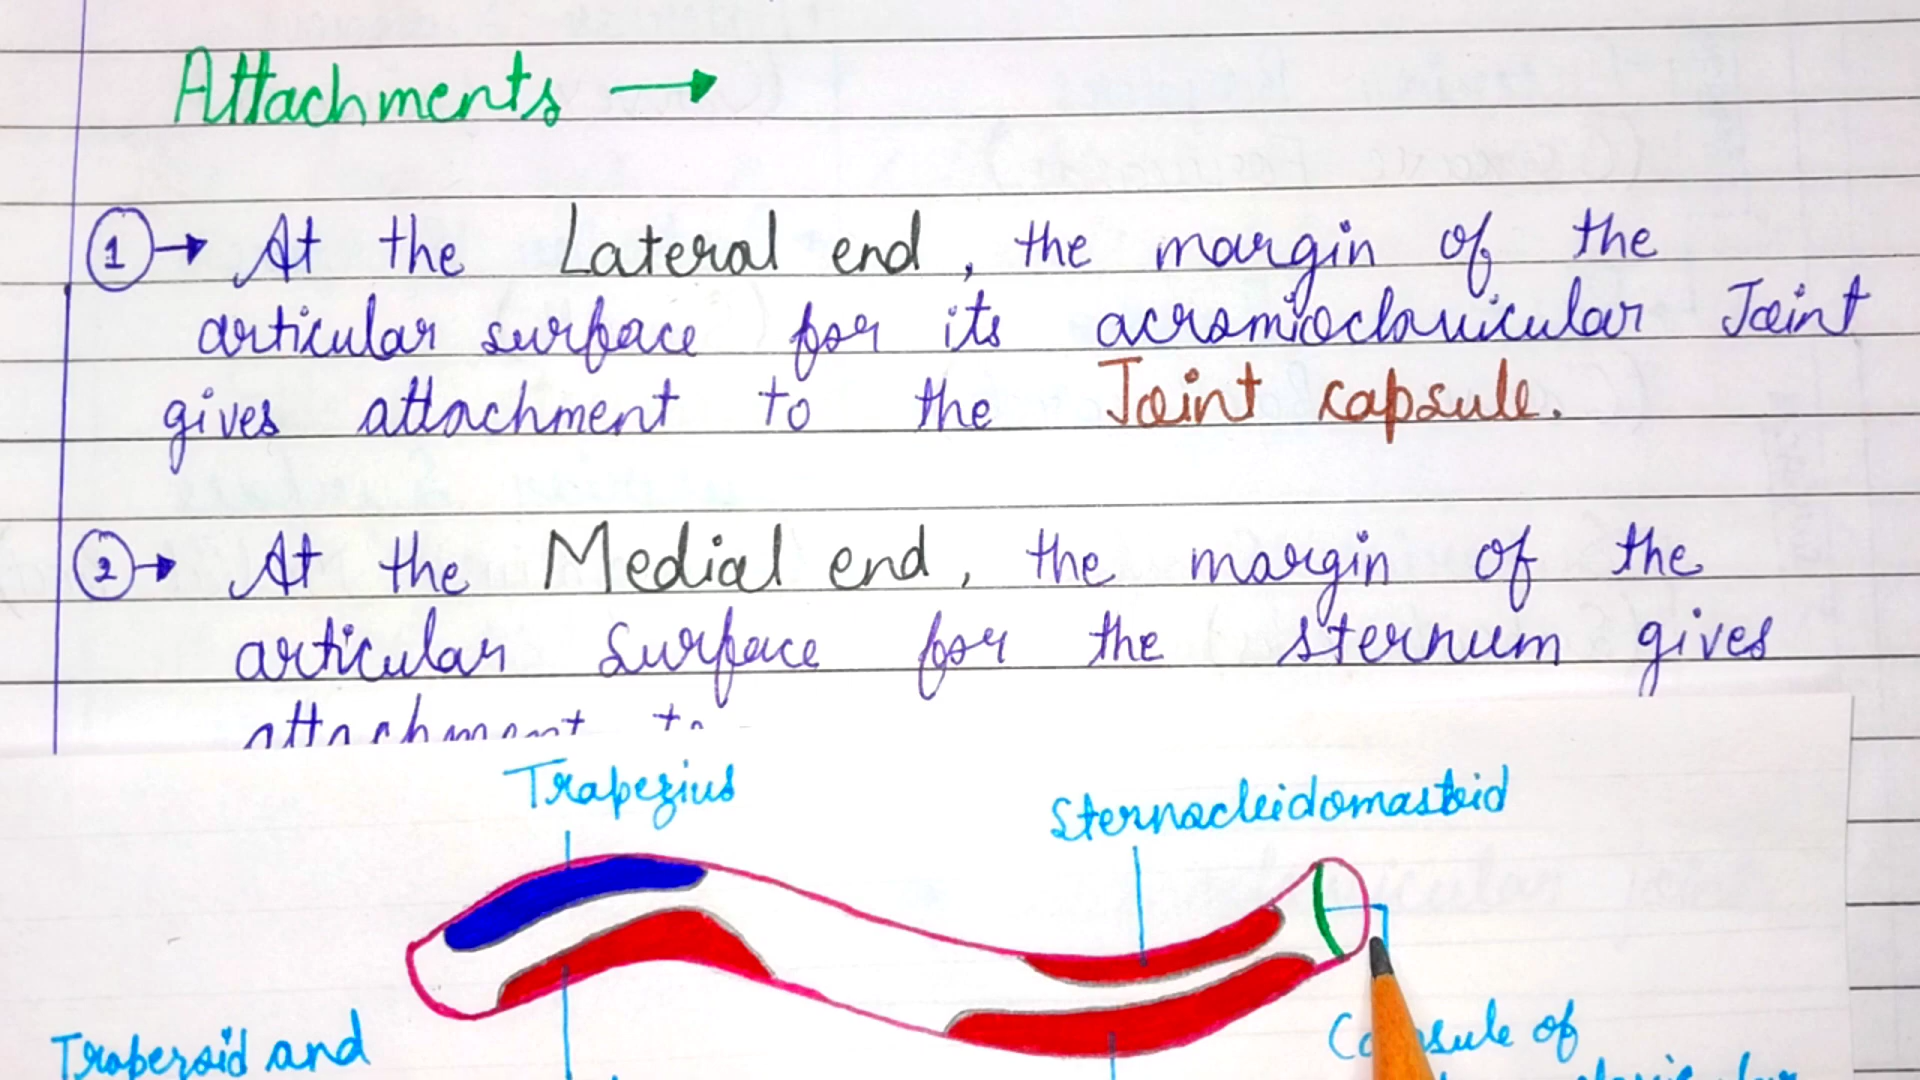 Attachments →
1 → At the Lateral end, the margin of the
articular surface for its acromioclavicular Joint
gives attachment to the Joint capsule.
2 → At the Medial end, the margin of the
articular surface for the sternum gives
attachment to
Trapezius
Sternocleidomastoid
Trapezoid and
Capsule of